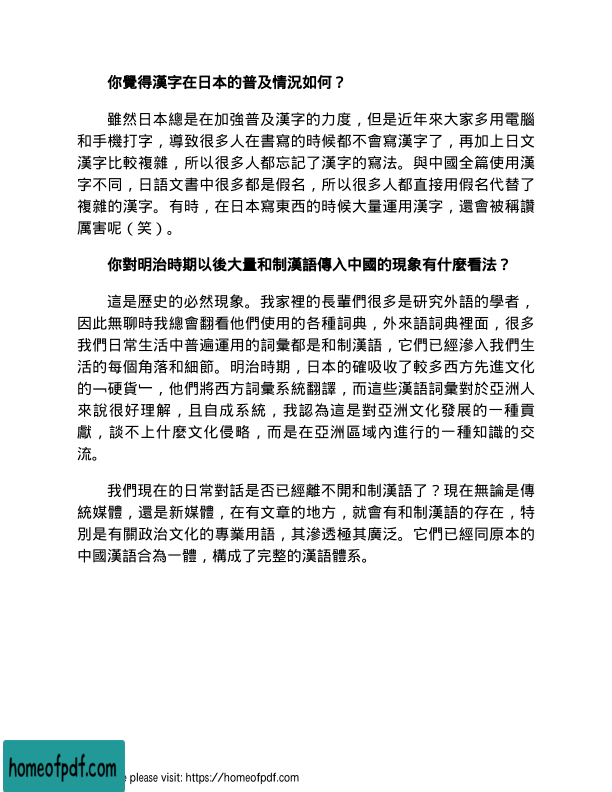 你覺得漢字在日本的普及情況如何？
雖然日本總是在加強普及漢字的力度，但是近年來大家多用電腦
和手機打字，導致很多人在書寫的時候都不會寫漢字了，再加上日文
漢字比較複雜，所以很多人都忘記了漢字的寫法。與中國全篇使用漢
字不同，日語文書中很多都是假名，所以很多人都直接用假名代替了
複雜的漢字。有時，在日本寫東西的時候大量運用漢字，還會被稱讚
厲害呢（笑）。
你對明治時期以後大量和制漢語傳入中國的現象有什麼看法？
這是歷史的必然現象。我家裡的長輩們很多是研究外語的學者，
因此無聊時我總會翻看他們使用的各種詞典，外來語詞典裡面，很多
我們日常生活中普遍運用的詞彙都是和制漢語，它們已經滲入我們生
活的每個角落和細節。明治時期，日本的確吸收了較多西方先進文化
的﹁硬貨﹂，他們將西方詞彙系統翻譯，而這些漢語詞彙對於亞洲人
來說很好理解，且自成系統，我認為這是對亞洲文化發展的一種貢
獻，談不上什麼文化侵略，而是在亞洲區域內進行的一種知識的交
流。
我們現在的日常對話是否已經離不開和制漢語了？現在無論是傳
統媒體，還是新媒體，在有文章的地方，就會有和制漢語的存在，特
別是有關政治文化的專業用語，其滲透極其廣泛。它們已經同原本的
中國漢語合為一體，構成了完整的漢語體系。
homeofpdf.com
e please visit: https://homeofpdf.com